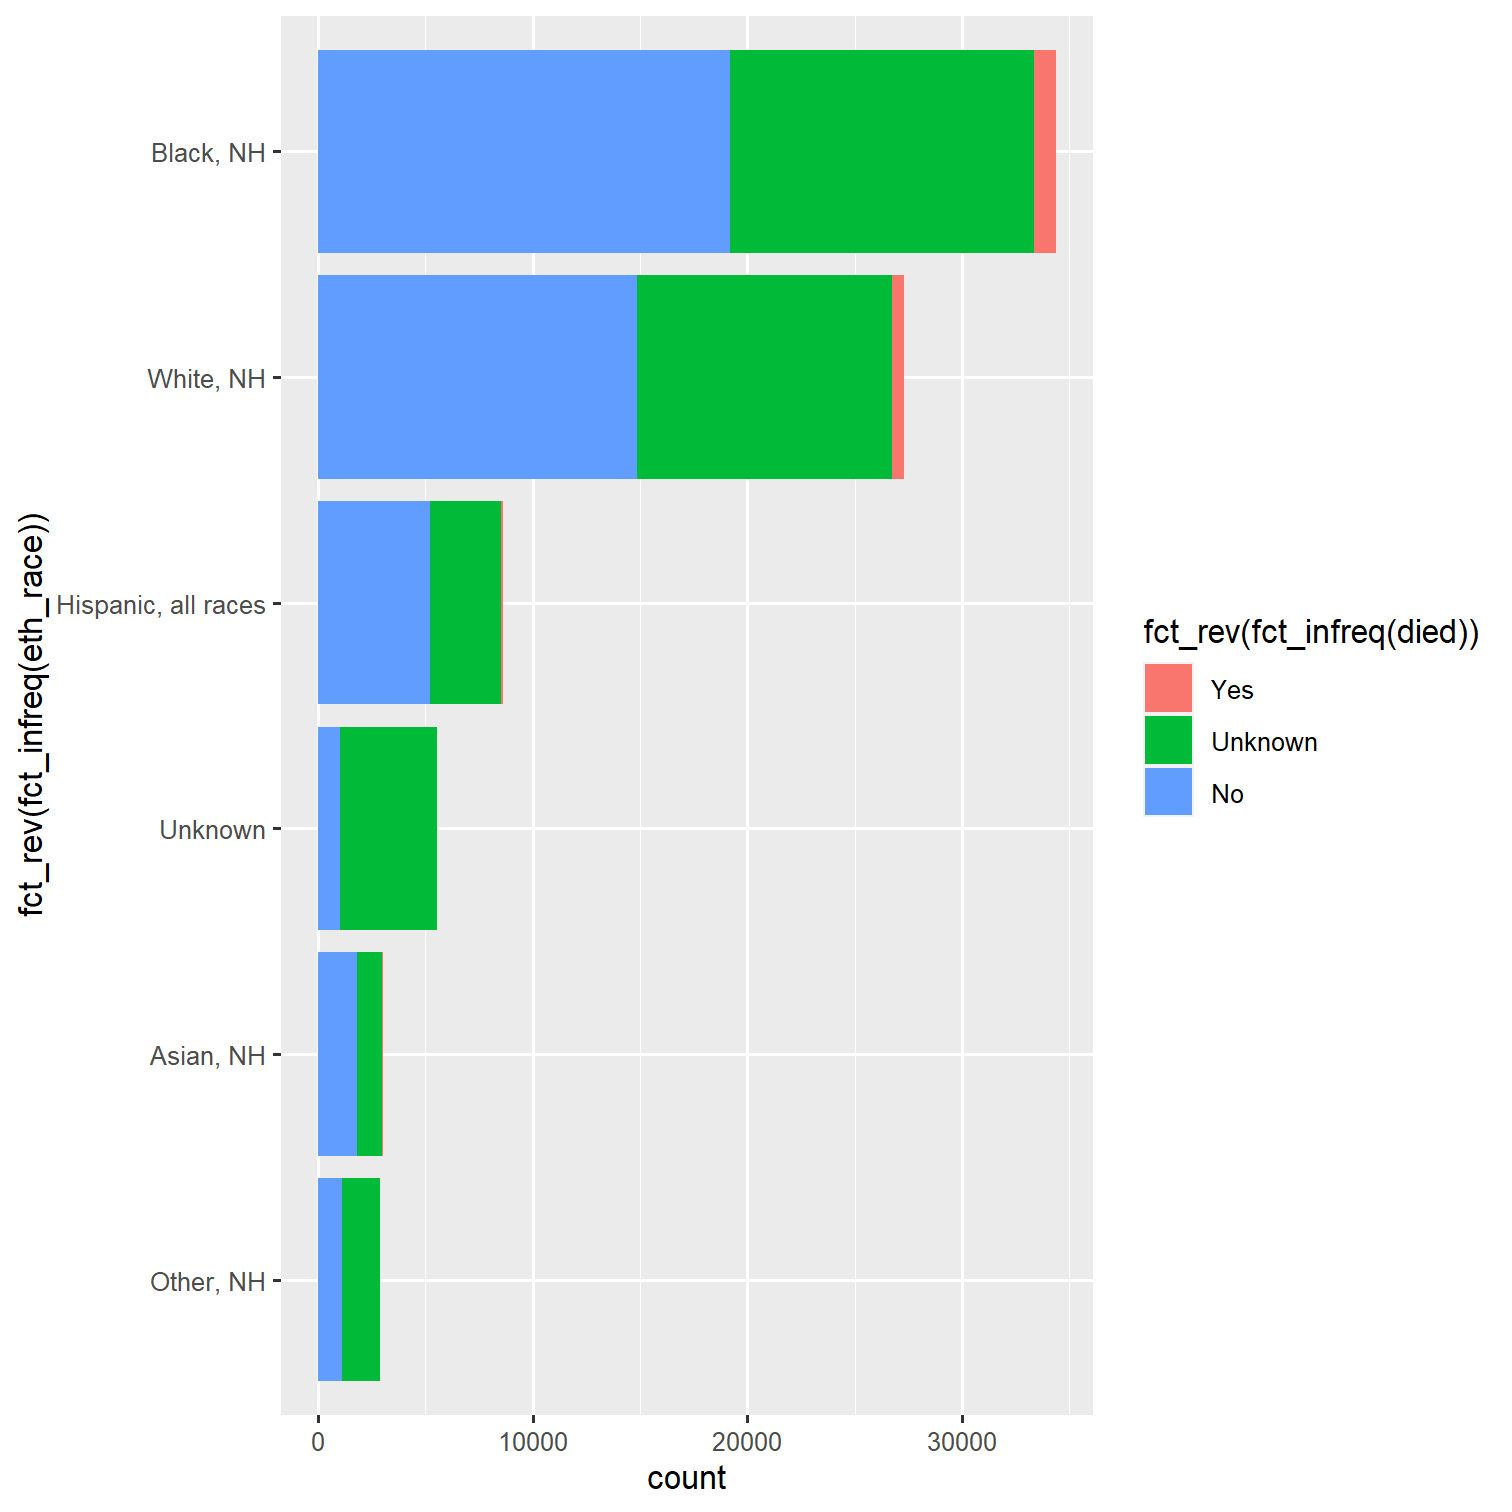 fct_rev(fct_infreq(eth_race))
Black, NH
White, NH
Hispanic, all races
Unknown
Asian, NH
Other, NH
0
10000
20000
30000
count
fct_rev(fct_infreq(died))
Yes
Unknown
No